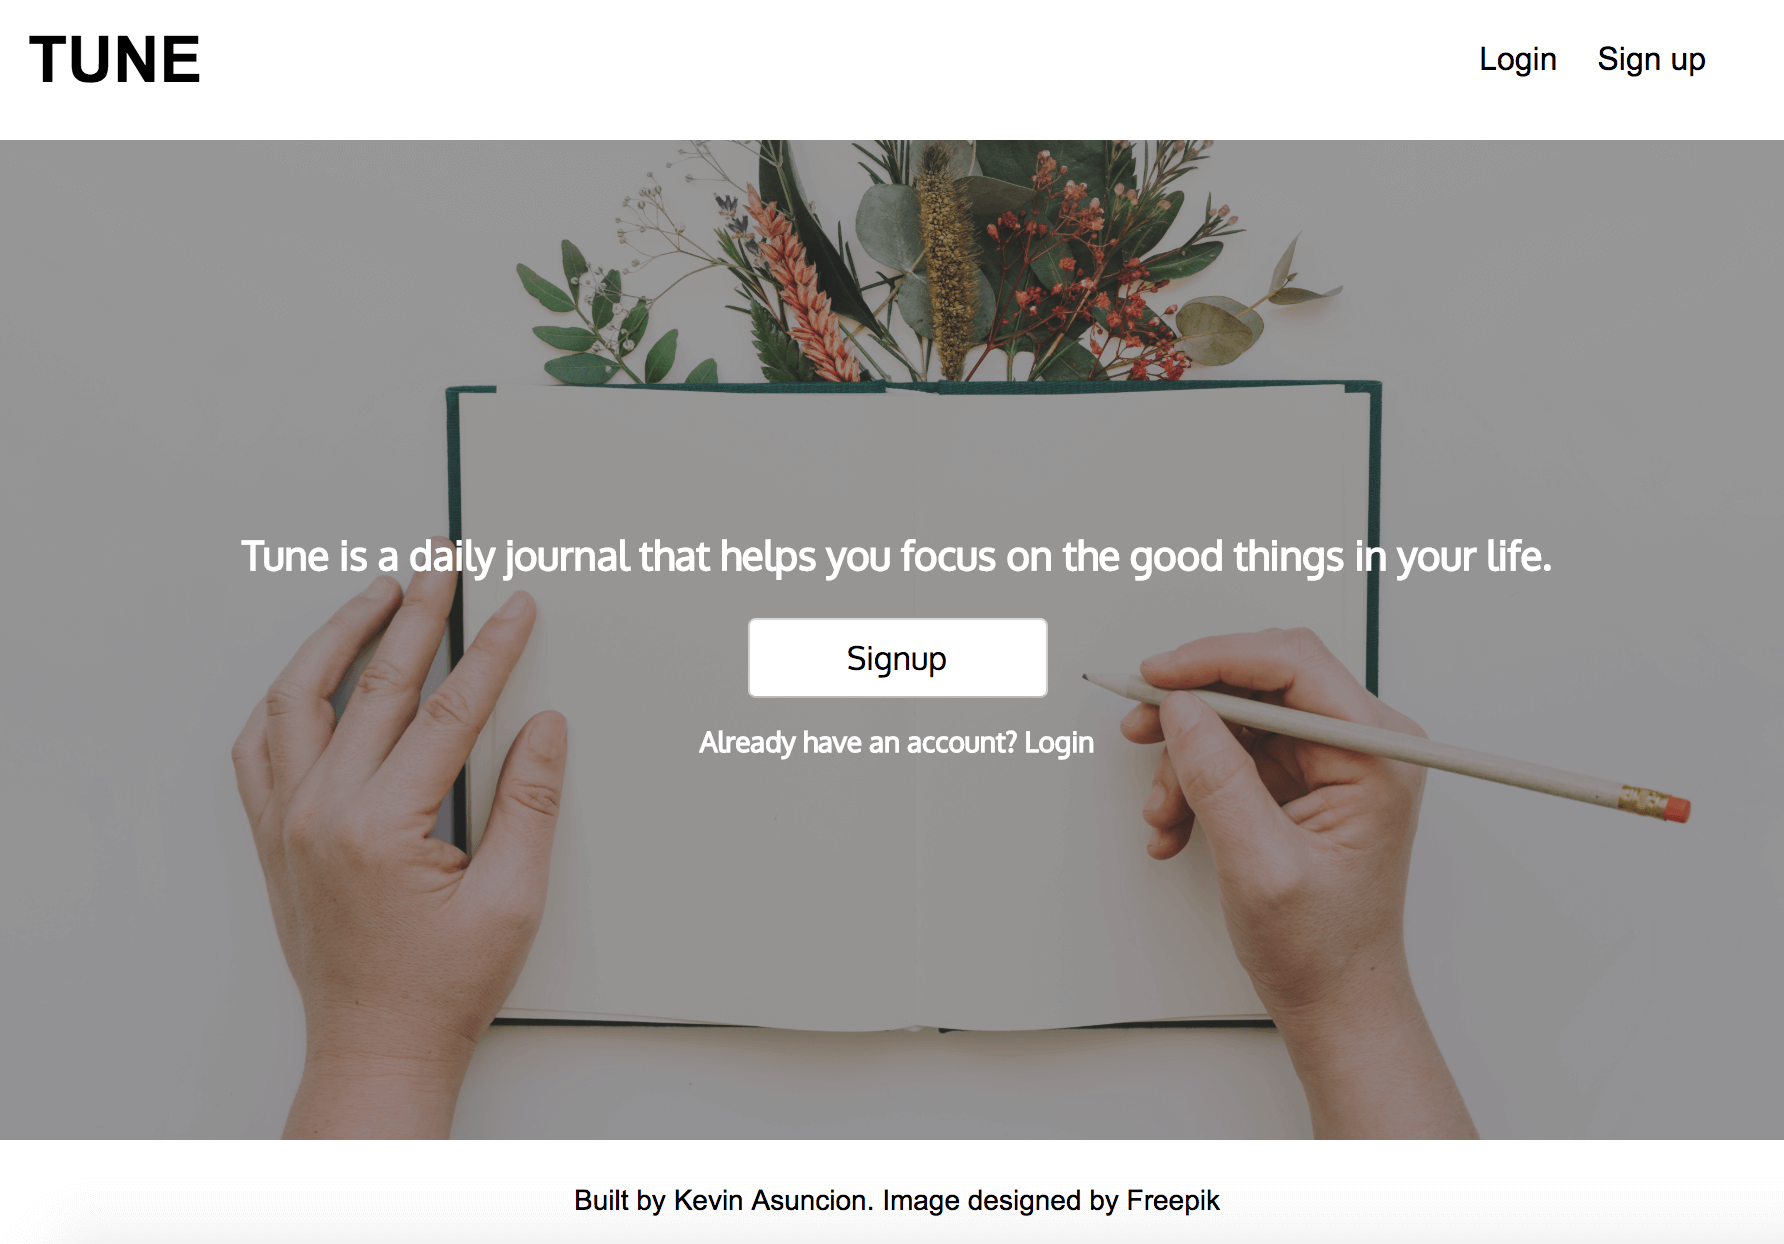 TUNE
Login
Sign up
Tune is a daily journal that helps you focus on the good things in your life.
Signup
Already have an account? Login
Built by Kevin Asuncion. Image designed by Freepik